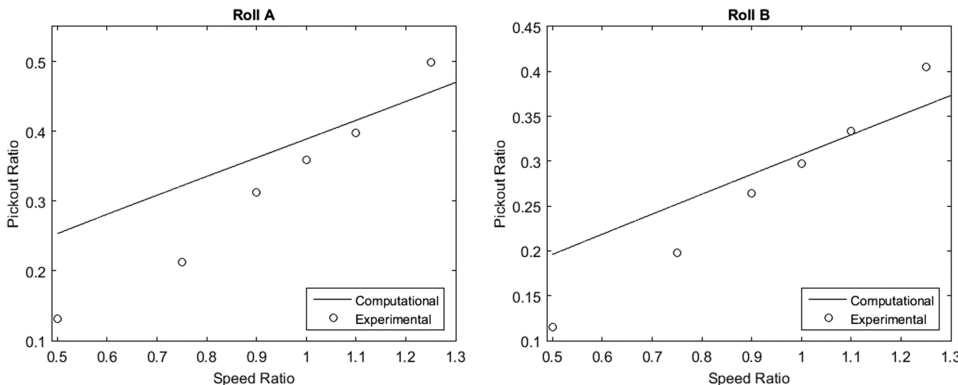 Roll A
0.5
0.4
0.3
0.2
0.1
Pickout Ratio
0.5 0.6 0.7 0.8 0.9 1 1.1 1.2 1.3
Speed Ratio
Computational
Experimental
Roll B
0.45
0.4
0.35
0.3
0.25
0.2
0.15
0.1
Pickout Ratio
0.5 0.6 0.7 0.8 0.9 1 1.1 1.2 1.3
Speed Ratio
Computational
Experimental